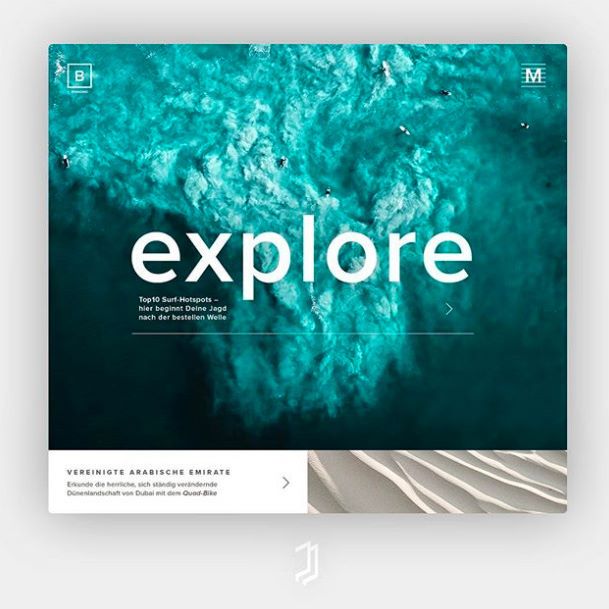 B
M
explore
Top10 Surf-Hotspots –
hier beginnt Deine Jagd
nach der bestellen Welle
VEREINIGTE ARABISCHE EMIRATE
Erkunde die herrliche, sich ständig verändernde
Dünenlandschaft von Dubai mit dem Quad-Bike